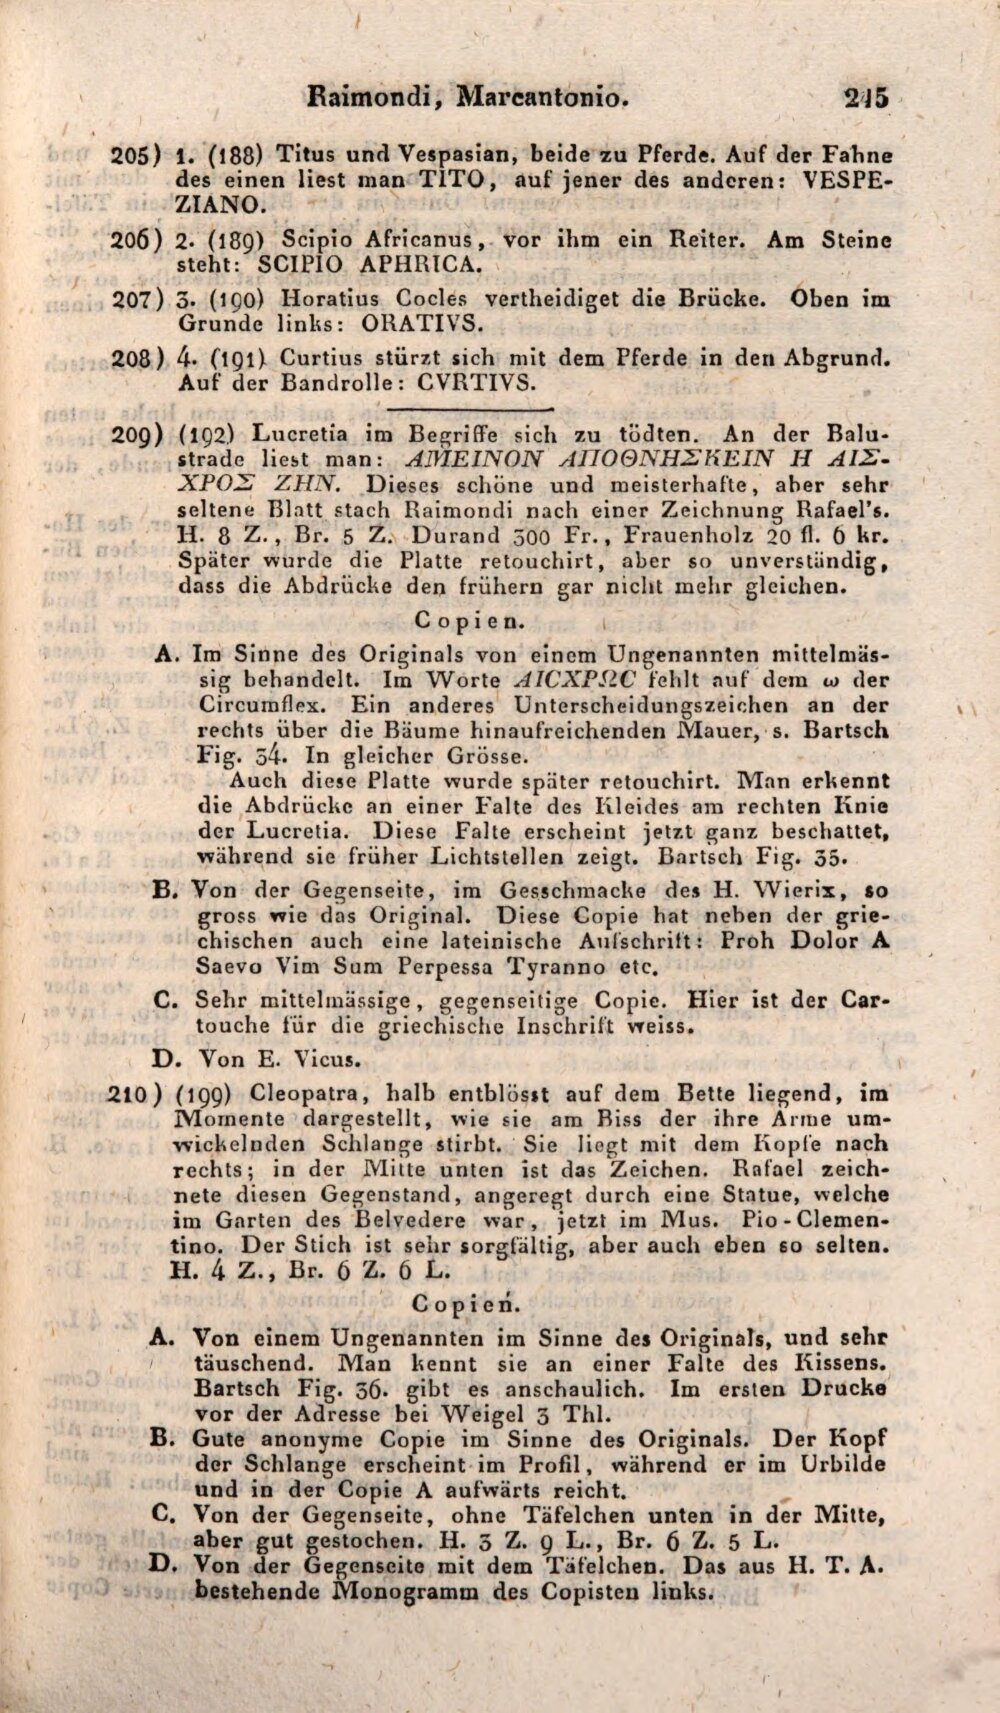 Raimondi, Marcantonio. 245
205) 1. (188) Titus und Vespasian, beide zu Pferde. Auf der Fahne
des einen liest man TITO, auf jener des anderen: VESPE-
ZIANO.
206) 2. (189) Scipio Africanus, vor ihm ein Reiter. Am Steine
steht: SCIPIO APHRICA.
207) 3. (190) Horatius Cocles vertheidiget die Brücke. Oben im
Grunde links: ORATIVS.
208) 4. (191) Curtius stürzt sich mit dem Pferde in den Abgrund.
Auf der Bandrolle: CVRTIVS.
209) (192) Lucretia im Begriffe sich zu tödten. An der Balu-
strade liest man: ΑΜΕΙΝΟΝ ΑΠΟΘΝΗΣΚΕΙΝ Η ΑΙΣ-
ΧΡΟΣ ΖΗΝ. Dieses schöne und meisterhafte, aber sehr
seltene Blatt stach Raimondi nach einer Zeichnung Rafael's.
H. 8 Z., Br. 5 Z. Durand 300 Fr., Frauenholz 20 fl. 6 kr.
Später wurde die Platte retouchirt, aber so unverständig,
dass die Abdrücke den frühern gar nicht mehr gleichen.
Copien.
A. Im Sinne des Originals von einem Ungenannten mittelmäs-
sig behandelt. Im Worte ΑΙCΧΡΩC fehlt auf dem ω der
Circumflex. Ein anderes Unterscheidungszeichen an der
rechts über die Bäume hinaufreichenden Mauer, s. Bartsch
Fig. 34. In gleicher Grösse.
Auch diese Platte wurde später retouchirt. Man erkennt
die Abdrücke an einer Falte des Kleides am rechten Knie
der Lucretia. Diese Falte erscheint jetzt ganz beschattet,
während sie früher Lichtstellen zeigt. Bartsch Fig. 35.
B. Von der Gegenseite, im Gesschmacke des H. Wierix, so
gross wie das Original. Diese Copie hat neben der grie-
chischen auch eine lateinische Aufschrift: Proh Dolor A
Saevo Vim Sum Perpessa Tyranno etc.
C. Sehr mittelmässige, gegenseitige Copie. Hier ist der Car-
touche für die griechische Inschrift weiss.
D. Von E. Vicus.
210) (199) Cleopatra, halb entblösst auf dem Bette liegend, im
Momente dargestellt, wie sie am Biss der ihre Arme um-
wickelnden Schlange stirbt. Sie liegt mit dem Kopfe nach
rechts; in der Mitte unten ist das Zeichen. Rafael zeich-
nete diesen Gegenstand, angeregt durch eine Statue, welche
im Garten des Belvedere war, jetzt im Mus. Pio-Clemen-
tino. Der Stich ist sehr sorgfältig, aber auch eben so selten.
H. 4 Z., Br. 6 Z. 6 L.
Copien.
A. Von einem Ungenannten im Sinne des Originals, und sehr
täuschend. Man kennt sie an einer Falte des Kissens.
Bartsch Fig. 36. gibt es anschaulich. Im ersten Drucke
vor der Adresse bei Weigel 3 Thl.
B. Gute anonyme Copie im Sinne des Originals. Der Kopf
der Schlange erscheint im Profil, während er im Urbilde
und in der Copie A aufwärts reicht.
C. Von der Gegenseite, ohne Täfelchen unten in der Mitte,
aber gut gestochen. H. 3 Z. 9 L., Br. 6 Z. 5 L.
D. Von der Gegenseite mit dem Täfelchen. Das aus H. T. A.
bestehende Monogramm des Copisten links.